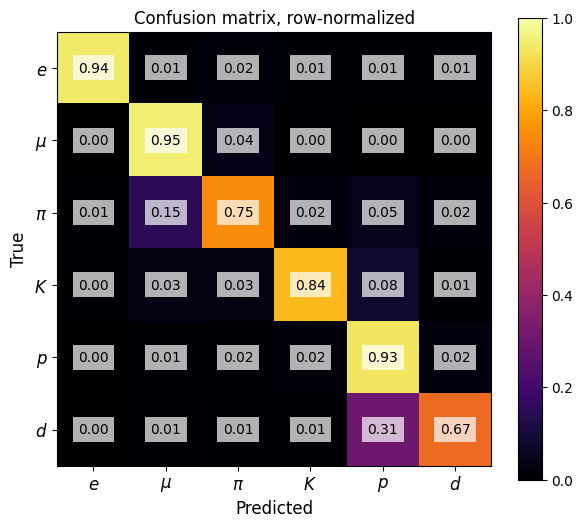 Confusion matrix, row-normalized
1.0
e 0.94 0.01 0.02 0.01 0.01 0.01
μ 0.00 0.95 0.04 0.00 0.00 0.00
0.8
π 0.01 0.15 0.75 0.02 0.05 0.02
0.6
True
K 0.00 0.03 0.03 0.84 0.08 0.01
0.4
p 0.00 0.01 0.02 0.02 0.93 0.02
0.2
d 0.00 0.01 0.01 0.01 0.31 0.67
0.0
e μ π K p d
Predicted